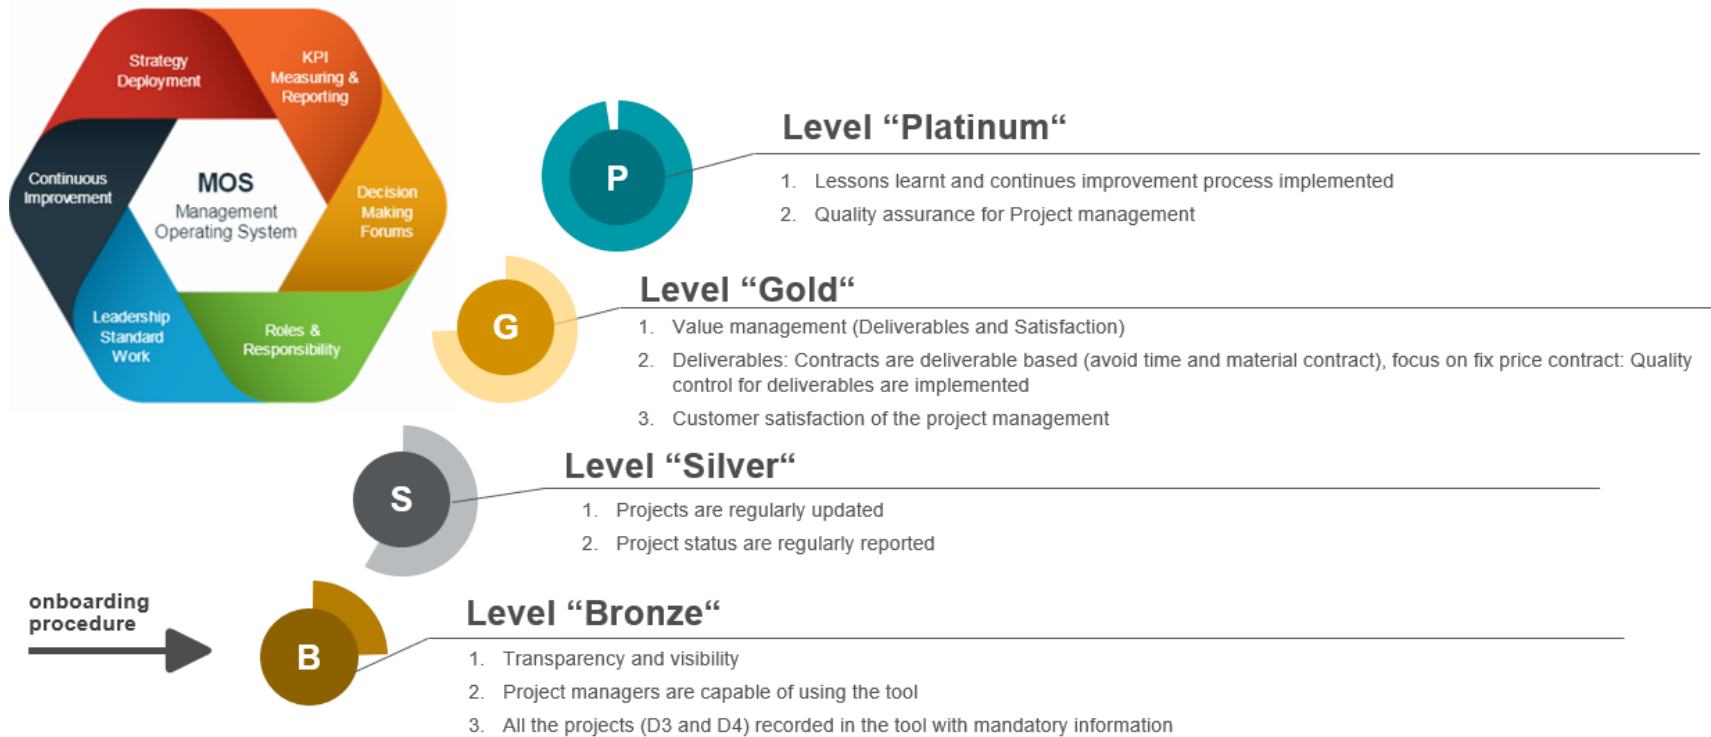 Strategy
Deployment
KPI
Measuring &
Reporting
Continuous
Improvement
MOS
Management
Operating System
Decision
Making
Forums
Leadership
Standard
Work
Roles &
Responsibility
P
Level “Platinum“
1. Lessons learnt and continues improvement process implemented
2. Quality assurance for Project management
G
Level “Gold“
1. Value management (Deliverables and Satisfaction)
2. Deliverables: Contracts are deliverable based (avoid time and material contract), focus on fix price contract: Quality
control for deliverables are implemented
3. Customer satisfaction of the project management
S
Level “Silver“
1. Projects are regularly updated
2. Project status are regularly reported
onboarding
procedure
B
Level “Bronze“
1. Transparency and visibility
2. Project managers are capable of using the tool
3. All the projects (D3 and D4) recorded in the tool with mandatory information